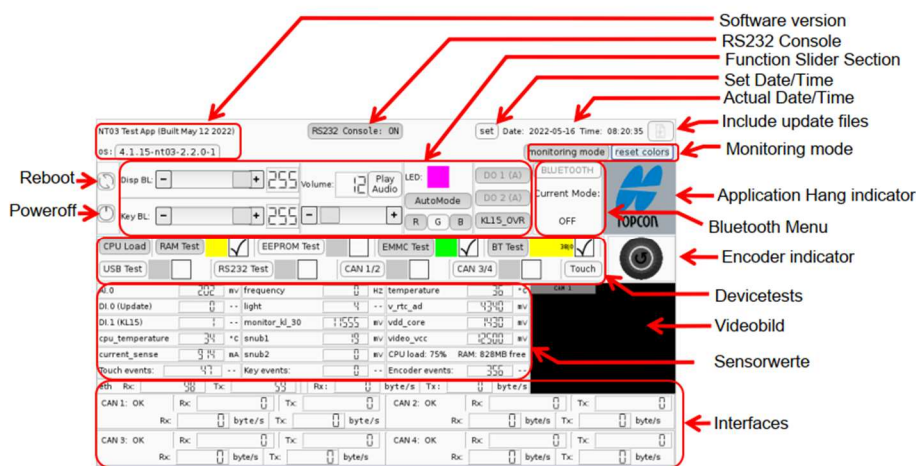 Software version
RS232 Console
Function Slider Section
Set Date/Time
Actual Date/Time
Include update files
Monitoring mode
Application Hang indicator
Bluetooth Menu
Encoder indicator
Devicetests
Videobild
Sensorwerte
Interfaces
Reboot
Poweroff
NT03 Test App (Built May 12 2022)
RS232 Console: ON
set Date: 2022-05-16 Time: 08:20:35
OS: 4.1.15-nt03-2.2.0-1
monitoring mode reset colors
Disp BL: - + 255 Volume: 12 Play Audio LED: DO 1 (A) BLUETOOTH
AutoMode DO 2 (A) Current Mode:
Key BL: - + 255 - + R G B KL15_OVR OFF
TOPCON
CPU Load RAM Test EEPROM Test EMMC Test BT Test 38|0
USB Test RS232 Test CAN 1/2 CAN 3/4 Touch
AI.0 202 mV frequency 0 HZ temperature 36 °C CAM 1
DI.0 (Update) 0 -- light 4 -- v_rtc_ad 4340 mV
DI.1 (KL15) 1 -- monitor_kl_30 11555 mV vdd_core 1430 mV
cpu_temperature 34 °C snub1 19 mV video_vcc 12500 mV
current_sense 914 mA snub2 0 mV CPU load: 75% RAM: 828MB free
Touch events: 47 -- Key events: 0 -- Encoder events: 356 --
eth Rx: 98 Tx: 59 Rx: 0 byte/s Tx: 0 byte/s
CAN 1: OK Rx: 0 Tx: 0 CAN 2: OK Rx: 0 Tx: 0
Rx: 0 byte/s Tx: 0 byte/s Rx: 0 byte/s Tx: 0 byte/s
CAN 3: OK Rx: 0 Tx: 0 CAN 4: OK Rx: 0 Tx: 0
Rx: 0 byte/s Tx: 0 byte/s Rx: 0 byte/s Tx: 0 byte/s